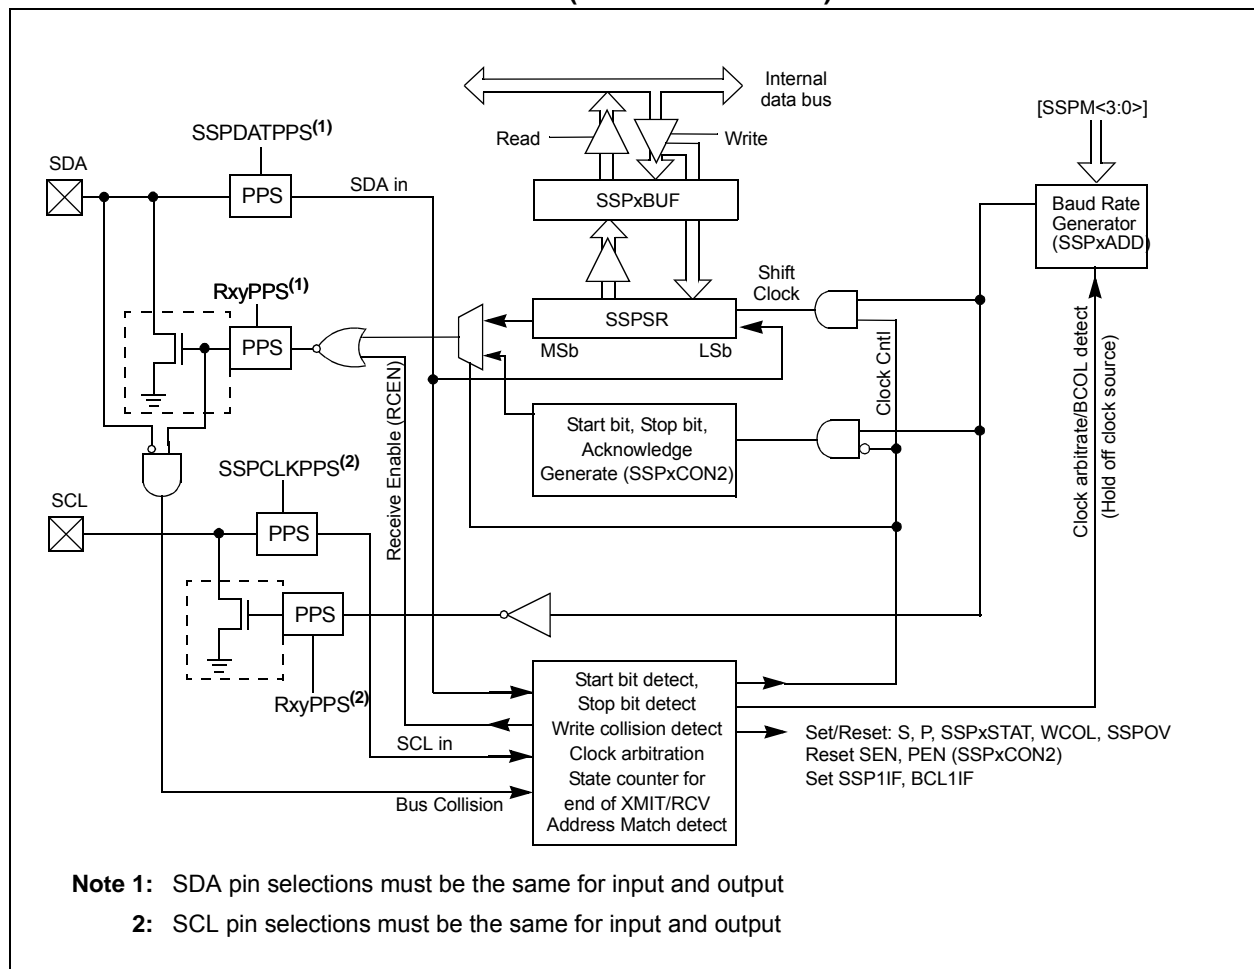 Internal
data bus
[SSPM<3:0>]
SSPDATPPS(1)
Read
Write
SDA
PPS
SDA in
SSPxBUF
Baud Rate
Generator
(SSPxADD)
RxyPPS(1)
Shift
Clock
SSPSR
PPS
MSb
LSb
Clock Cntl
Clock arbitrate/BCOL detect
(Hold off clock source)
Receive Enable (RCEN)
Start bit, Stop bit,
Acknowledge
Generate (SSPxCON2)
SSPCLKPPS(2)
SCL
PPS
PPS
RxyPPS(2)
Start bit detect,
Stop bit detect
Write collision detect
Clock arbitration
State counter for
end of XMIT/RCV
Address Match detect
SCL in
Bus Collision
Set/Reset: S, P, SSPxSTAT, WCOL, SSPOV
Reset SEN, PEN (SSPxCON2)
Set SSP1IF, BCL1IF
Note 1: SDA pin selections must be the same for input and output
2: SCL pin selections must be the same for input and output